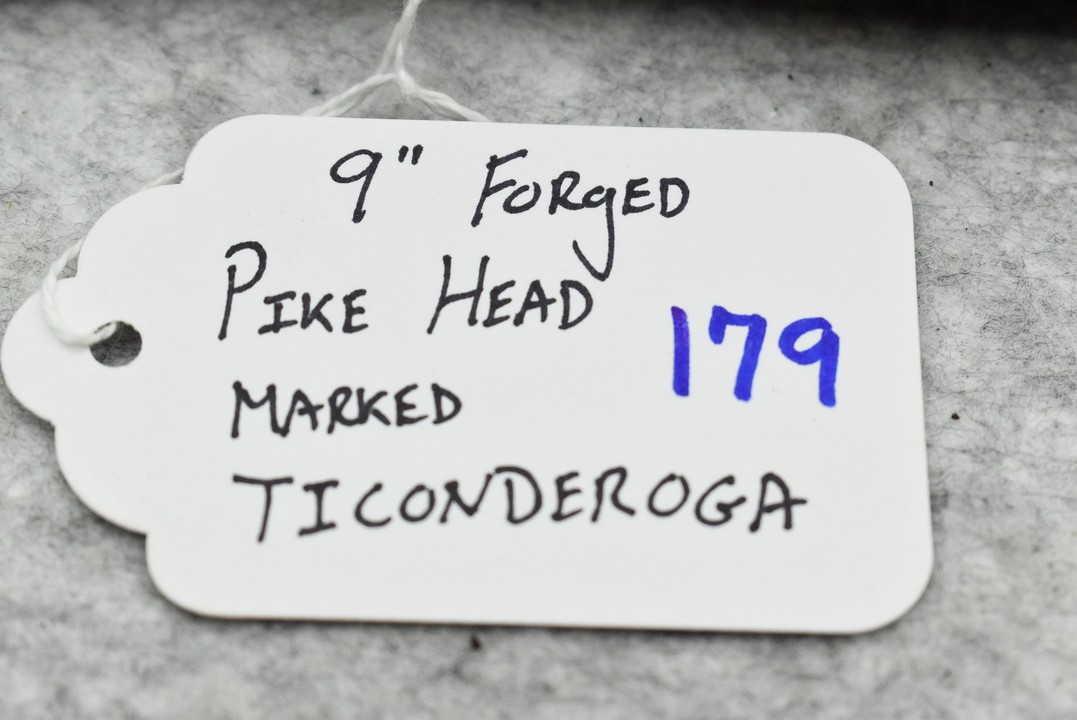 9" FORgED
PIKE HEAD
MARKED
TICONDEROGA
179